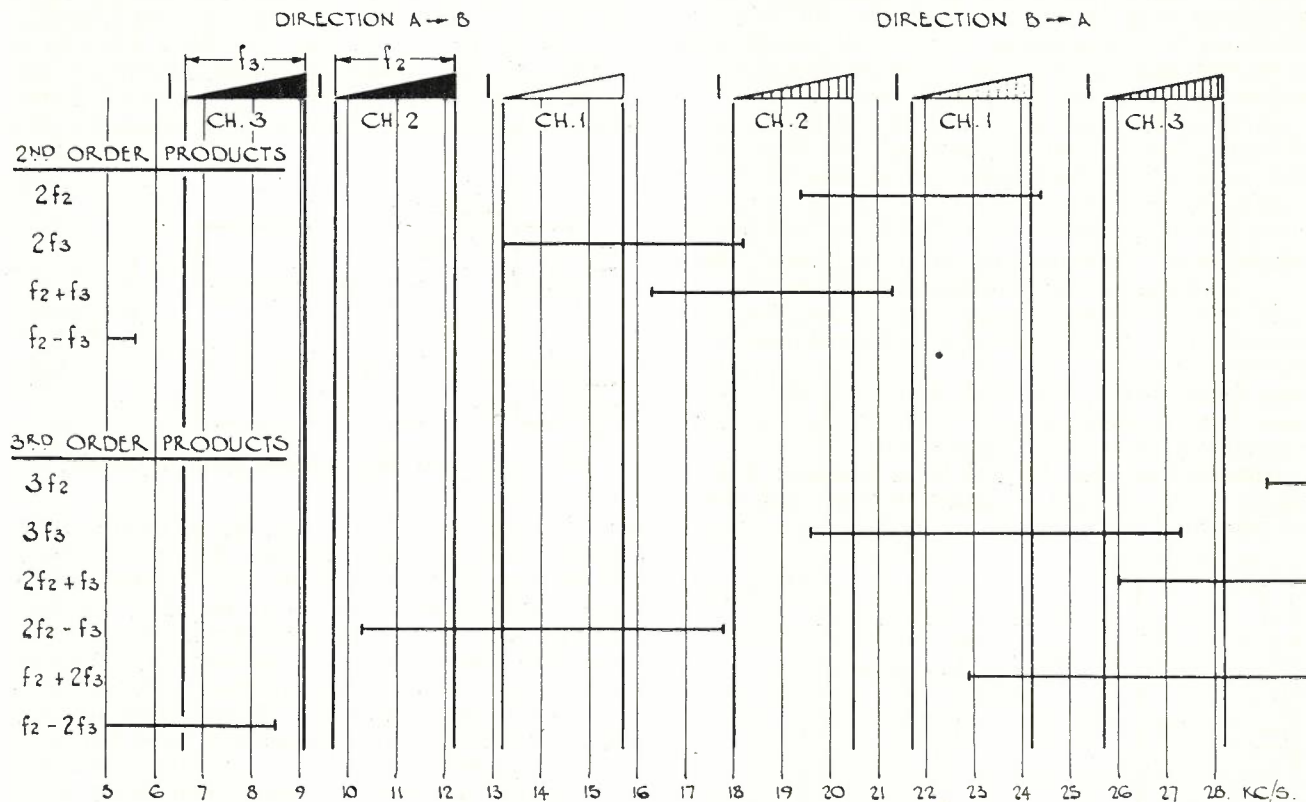 DIRECTION A → B
DIRECTION B → A
f₃
f₂
CH. 3
CH. 2
CH. 1
CH. 2
CH. 1
CH. 3
2ND ORDER PRODUCTS
2f₂
2f₃
f₂ + f₃
f₂ - f₃
3RD ORDER PRODUCTS
3f₂
3f₃
2f₂ + f₃
2f₂ - f₃
f₂ + 2f₃
f₂ - 2f₃
5 6 7 8 9 10 11 12 13 14 15 16 17 18 19 20 21 22 23 24 25 26 27 28. KC/S.